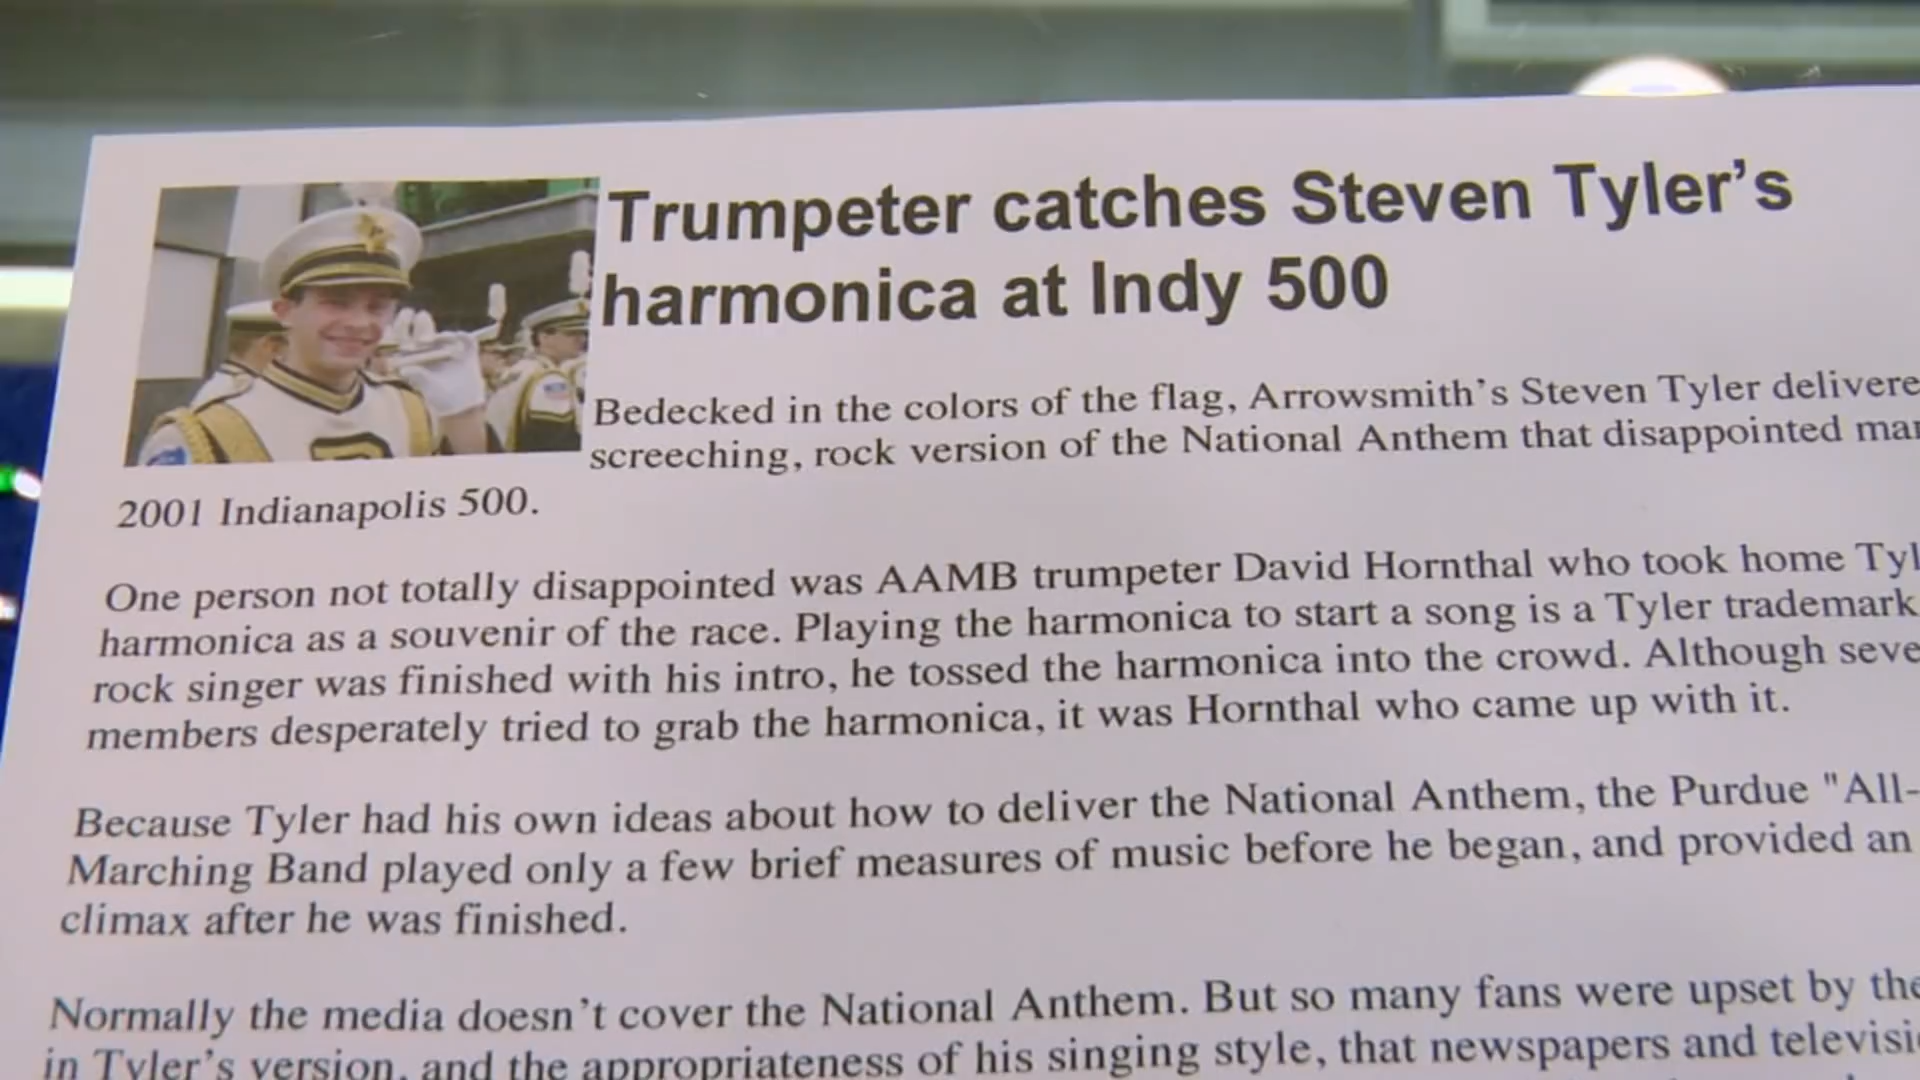 Trumpeter catches Steven Tyler's
harmonica at Indy 500
Bedecked in the colors of the flag, Arrowsmith's Steven Tyler delivere
screeching, rock version of the National Anthem that disappointed
2001 Indianapolis 500.
One person not totally disappointed was AAMB trumpeter David Hornthal who took home Tyl
harmonica as a souvenir of the race. Playing the harmonica to start a song is a Tyler trademark
rock singer was finished with his intro, he tossed the harmonica into the crowd. Although seve
members desperately tried to grab the harmonica, it was Hornthal who came up with it.
Because Tyler had his own ideas about how to deliver the National Anthem, the Purdue "All-
Marching Band played only a few brief measures of music before he began, and provided an
climax after he was finished.
Normally the media doesn't cover the National Anthem. But so many fans were upset by the
in Tyler's version, and the appropriateness of his singing style, that newspapers and televisi